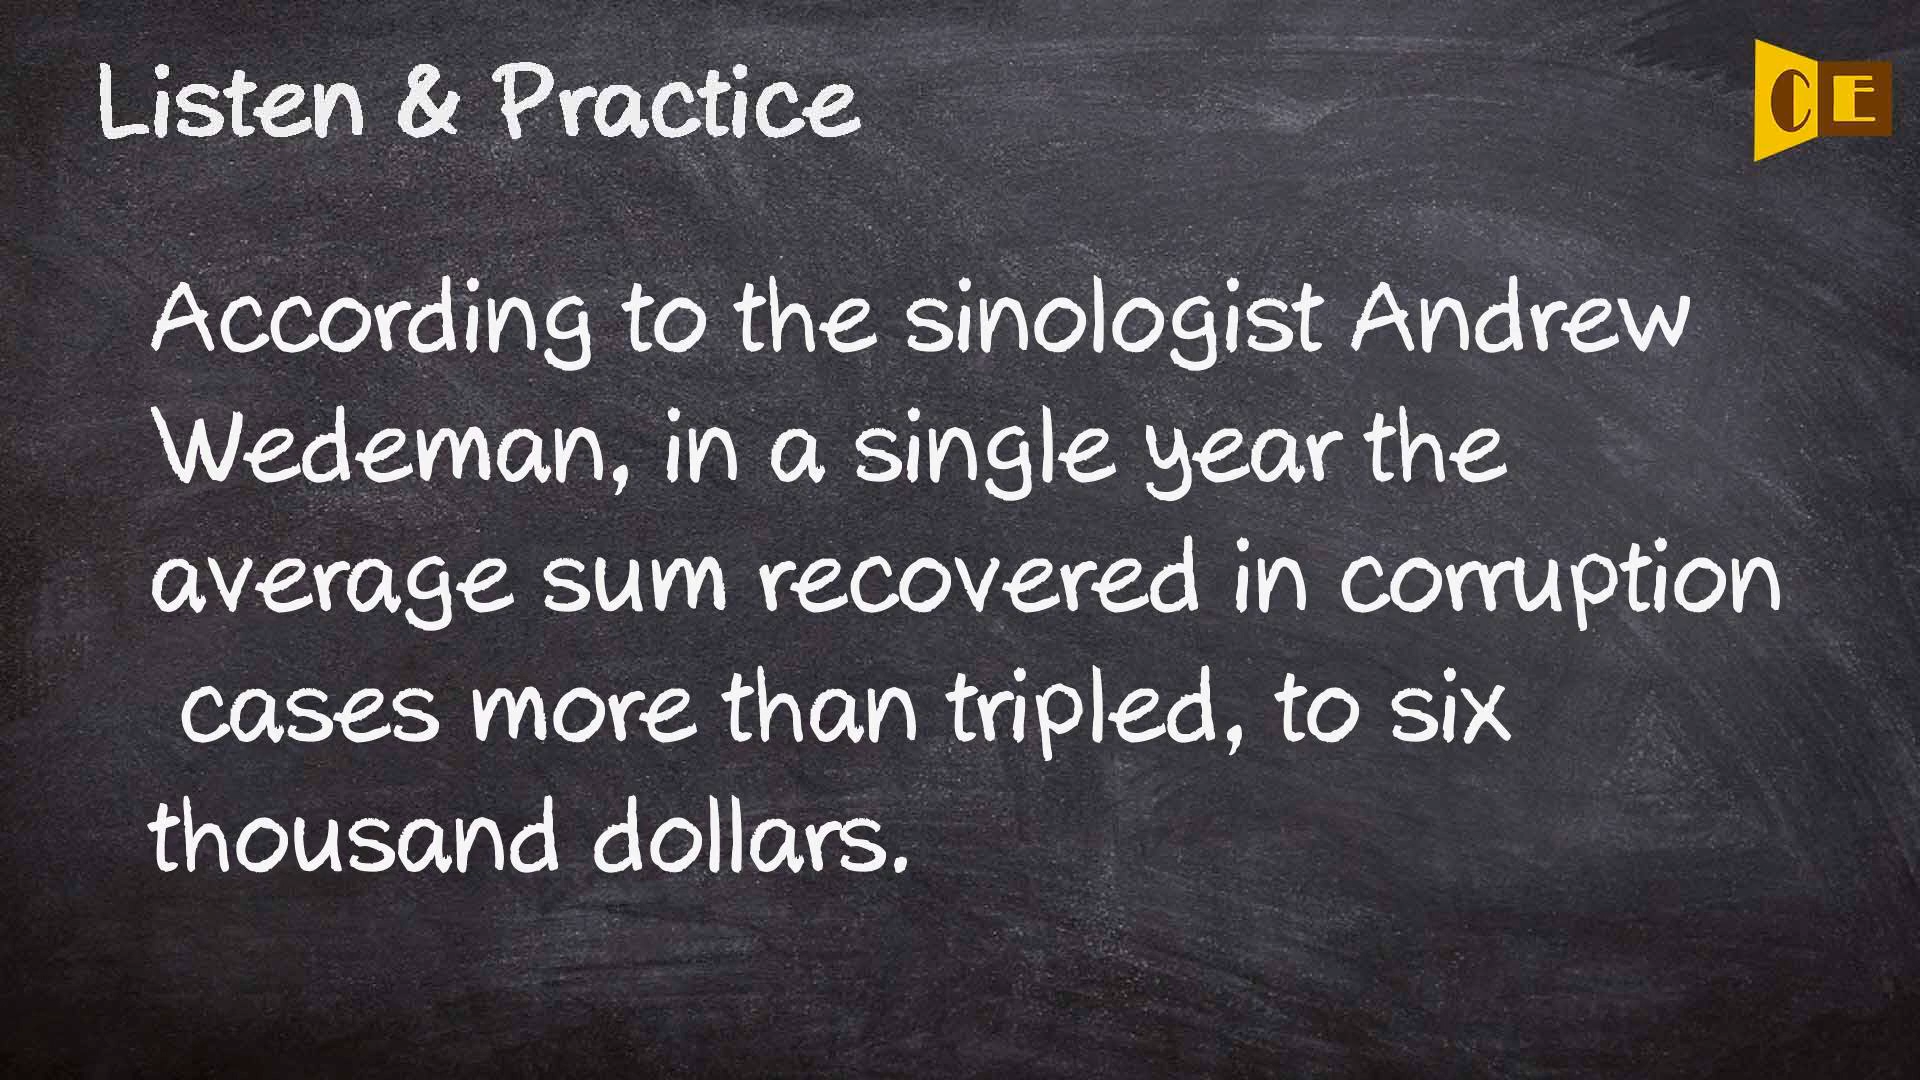 Listen & Practice
CE
According to the sinologist Andrew
Wedeman, in a single year the
average sum recovered in corruption
cases more than tripled, to six
thousand dollars.